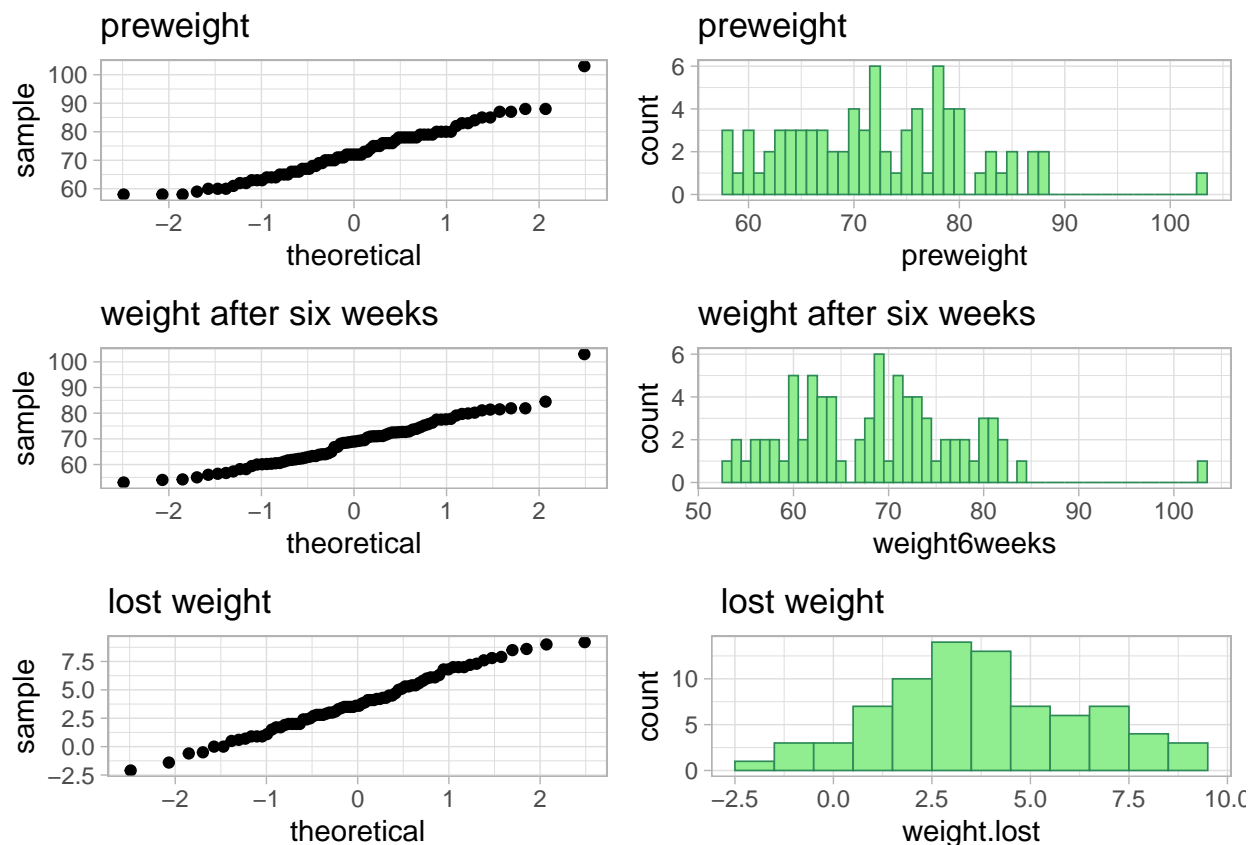 preweight
sample
100
90
80
70
60
−2 −1 0 1 2
theoretical
preweight
count
6
4
2
0
60 70 80 90 100
preweight
weight after six weeks
sample
100
90
80
70
60
−2 −1 0 1 2
theoretical
weight after six weeks
count
6
4
2
0
50 60 70 80 90 100
weight6weeks
lost weight
sample
7.5
5.0
2.5
0.0
−2.5
−2 −1 0 1 2
theoretical
lost weight
count
10
5
0
−2.5 0.0 2.5 5.0 7.5 10.0
weight.lost